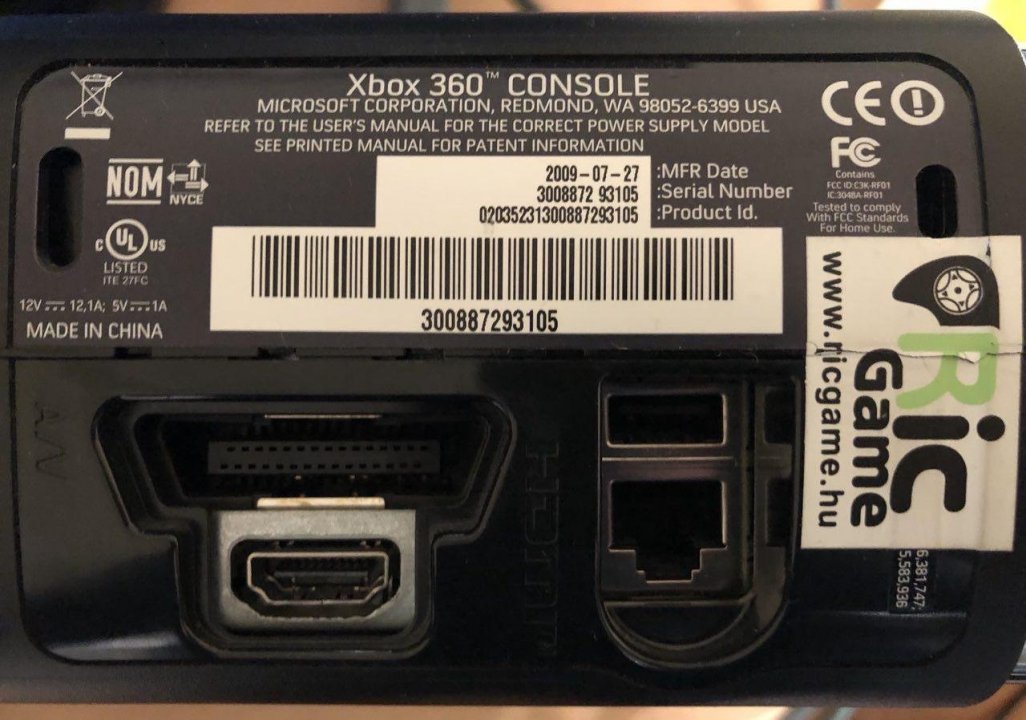 Xbox 360™ CONSOLE
MICROSOFT CORPORATION, REDMOND, WA 98052-6399 USA
REFER TO THE USER'S MANUAL FOR THE CORRECT POWER SUPPLY MODEL
SEE PRINTED MANUAL FOR PATENT INFORMATION
2009-07-27 :MFR Date
3008872 93105 :Serial Number
02035231300887293105 :Product Id.
300887293105
NOM
NYCE
C UL US
LISTED
ITE 27FC
12V 12,1A; 5V 1A
MADE IN CHINA
CE
FC
Contains
FCC ID:C3K-RF01
IC:3048A-RF01
Tested to comply
With FCC Standards
For Home Use.
A/V
HDMI
Ric
Game
www.ricgame.hu
6,381,747;
5,583,936